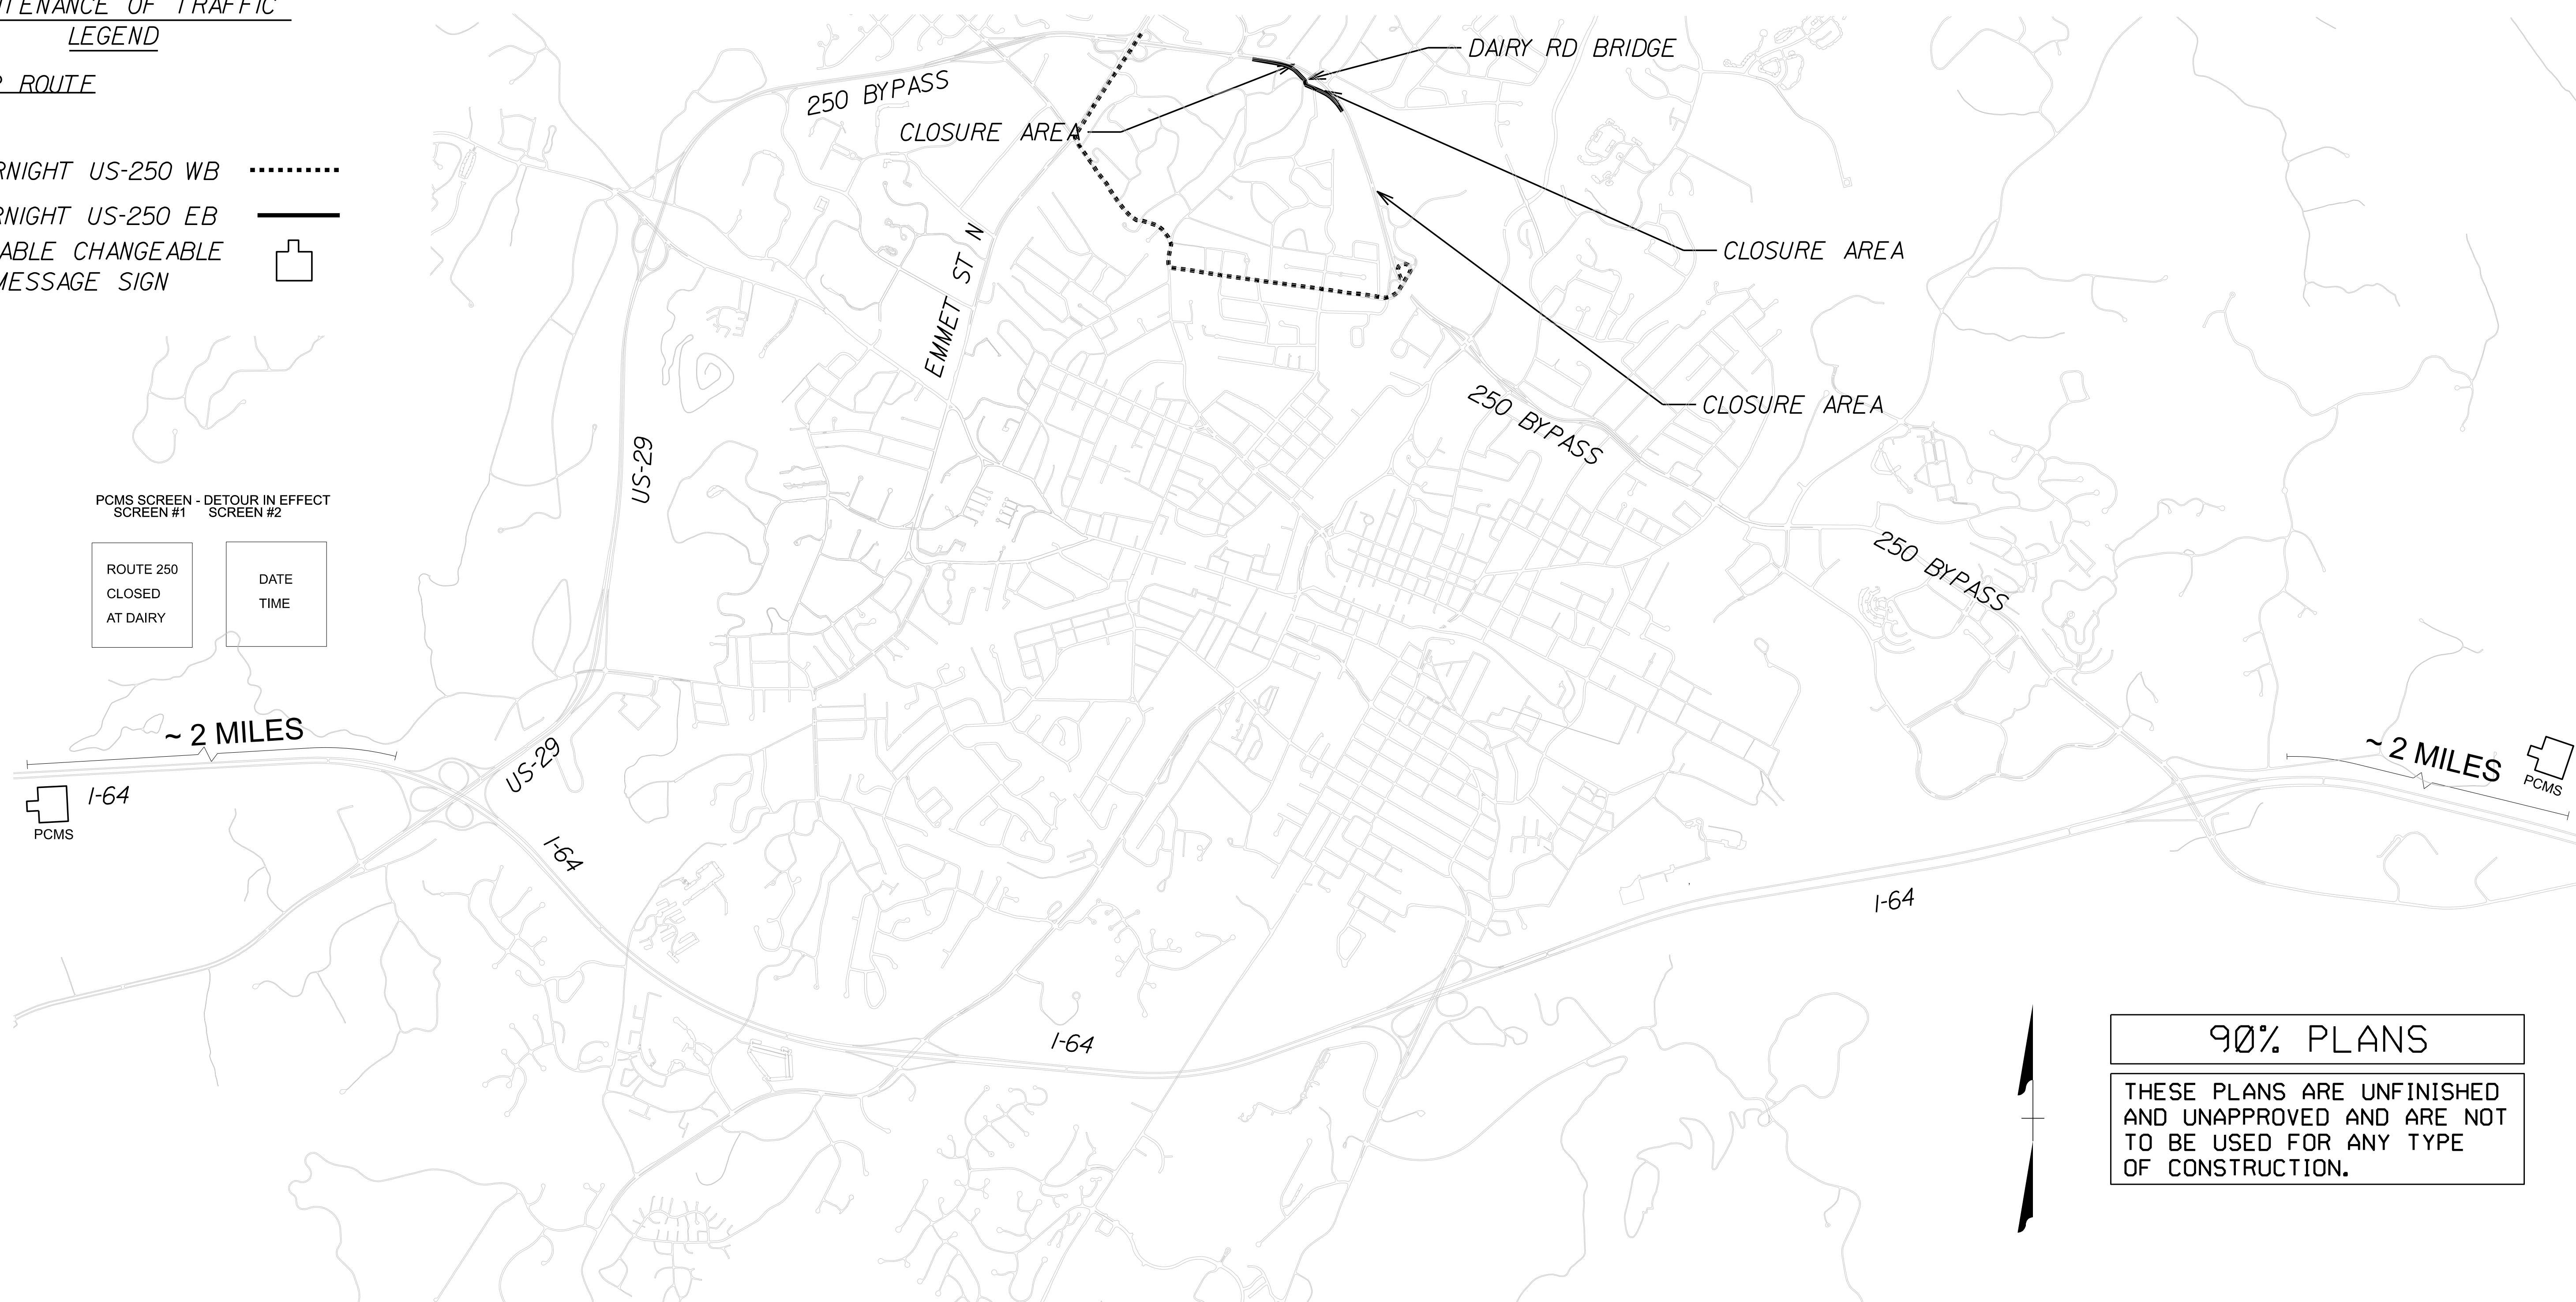 TENANCE OF TRAFFIC
LEGEND
ROUTE
RNIGHT US-250 WB
RNIGHT US-250 EB
ABLE CHANGEABLE
MESSAGE SIGN
DAIRY RD BRIDGE
250 BYPASS
CLOSURE AREA
EMMET ST N
CLOSURE AREA
CLOSURE AREA
250 BYPASS
US-29
250 BYPASS
PCMS SCREEN - DETOUR IN EFFECT
SCREEN #1 SCREEN #2
ROUTE 250
CLOSED
AT DAIRY
DATE
TIME
~ 2 MILES
US-29
I-64
PCMS
~ 2 MILES
PCMS
I-64
I-64
I-64
90% PLANS
THESE PLANS ARE UNFINISHED
AND UNAPPROVED AND ARE NOT
TO BE USED FOR ANY TYPE
OF CONSTRUCTION.